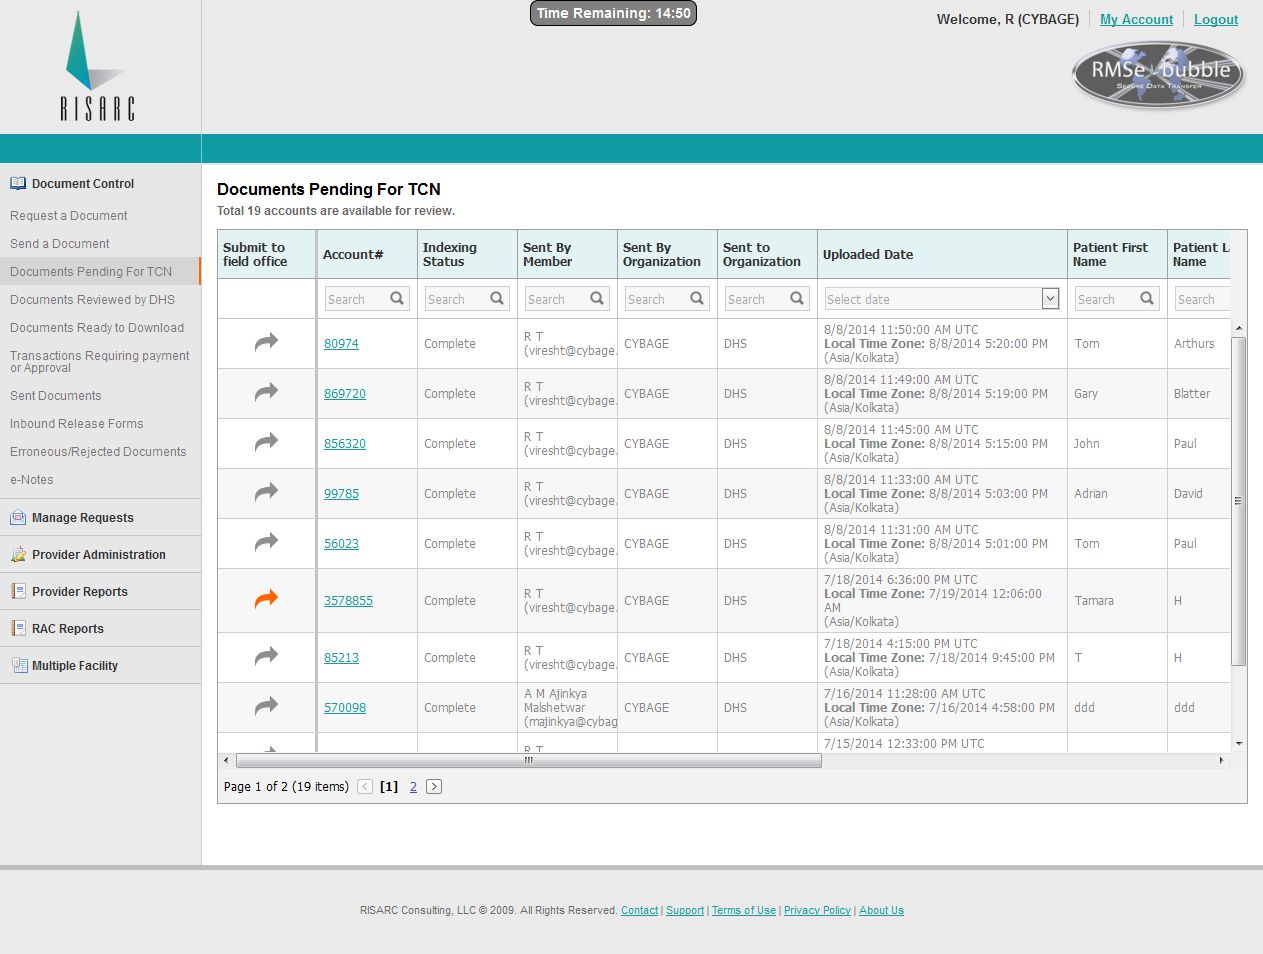 Time Remaining: 14:50
Welcome, R (CYBAGE) My Account Logout
RISARC
RMSe bubble
SECURE DATA TRANSFER
Document Control
Request a Document
Send a Document
Documents Pending For TCN
Documents Reviewed by DHS
Documents Ready to Download
Transactions Requiring payment
or Approval
Sent Documents
Inbound Release Forms
Erroneous/Rejected Documents
e-Notes
Manage Requests
Provider Administration
Provider Reports
RAC Reports
Multiple Facility
Documents Pending For TCN
Total 19 accounts are available for review.
Submit to field office Account# Indexing Status Sent By Member Sent By Organization Sent to Organization Uploaded Date Patient First Name Patient L Name
Search Search Search Search Search Select date Search Search
80974 Complete R T (viresht@cybage. CYBAGE DHS 8/8/2014 11:50:00 AM UTC Local Time Zone: 8/8/2014 5:20:00 PM (Asia/Kolkata) Tom Arthurs
869720 Complete R T (viresht@cybage. CYBAGE DHS 8/8/2014 11:49:00 AM UTC Local Time Zone: 8/8/2014 5:19:00 PM (Asia/Kolkata) Gary Blatter
856320 Complete R T (viresht@cybage. CYBAGE DHS 8/8/2014 11:45:00 AM UTC Local Time Zone: 8/8/2014 5:15:00 PM (Asia/Kolkata) John Paul
99785 Complete R T (viresht@cybage. CYBAGE DHS 8/8/2014 11:33:00 AM UTC Local Time Zone: 8/8/2014 5:03:00 PM (Asia/Kolkata) Adrian David
56023 Complete R T (viresht@cybage. CYBAGE DHS 8/8/2014 11:31:00 AM UTC Local Time Zone: 8/8/2014 5:01:00 PM (Asia/Kolkata) Tom Paul
3578855 Complete R T (viresht@cybage. CYBAGE DHS 7/18/2014 6:36:00 PM UTC Local Time Zone: 7/19/2014 12:06:00 AM (Asia/Kolkata) Tamara H
85213 Complete R T (viresht@cybage. CYBAGE DHS 7/18/2014 4:15:00 PM UTC Local Time Zone: 7/18/2014 9:45:00 PM (Asia/Kolkata) T H
570098 Complete A M Ajinkya Malshetwar (majinkya@cybag CYBAGE DHS 7/16/2014 11:28:00 AM UTC Local Time Zone: 7/16/2014 4:58:00 PM (Asia/Kolkata) ddd ddd
R T 7/15/2014 12:33:00 PM UTC
Page 1 of 2 (19 items) < [1] 2 >
RISARC Consulting, LLC © 2009. All Rights Reserved. Contact | Support | Terms of Use | Privacy Policy | About Us